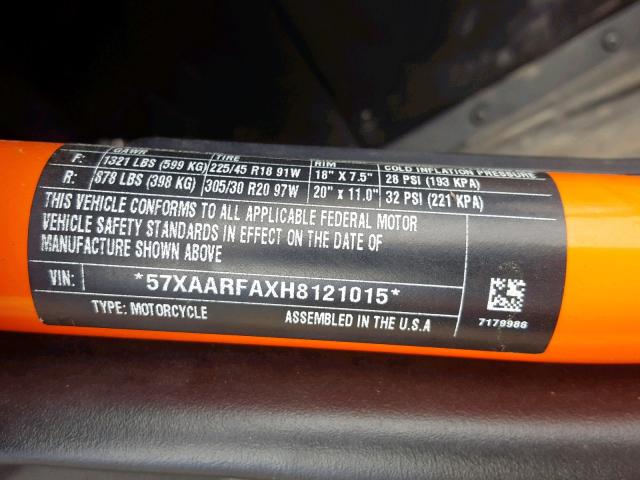 GAWR TIRE RIM COLD INFLATION PRESSURE
F: 1321 LBS (599 KG) 225/45 R18 91W 18" X 7.5" 28 PSI (193 KPA)
R: 878 LBS (398 KG) 305/30 R20 97W 20" X 11.0" 32 PSI (221 KPA)
THIS VEHICLE CONFORMS TO ALL APPLICABLE FEDERAL MOTOR
VEHICLE SAFETY STANDARDS IN EFFECT ON THE DATE OF
MANUFACTURE SHOWN ABOVE
VIN: *57XAARFAXH8121015*
TYPE: MOTORCYCLE ASSEMBLED IN THE U.S.A
7179986